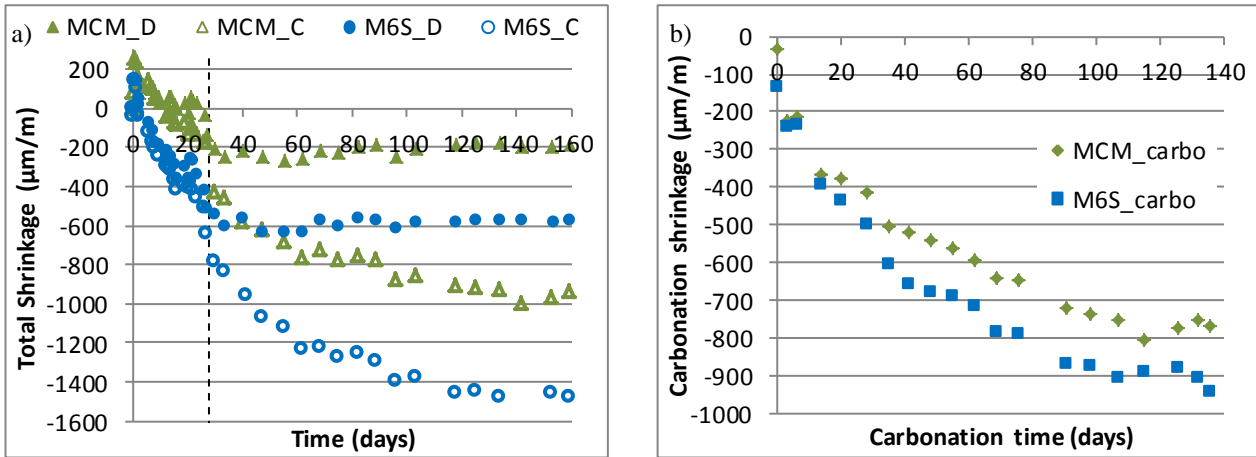 a)
MCM_D MCM_C M6S_D M6S_C
Total Shrinkage (µm/m)
200
0
-200
-400
-600
-800
-1000
-1200
-1400
-1600
0 20 40 60 80 100 120 140 160
Time (days)
b)
Carbonation shrinkage (µm/m)
0
-100
-200
-300
-400
-500
-600
-700
-800
-900
-1000
0 20 40 60 80 100 120 140
MCM_carbo
M6S_carbo
Carbonation time (days)